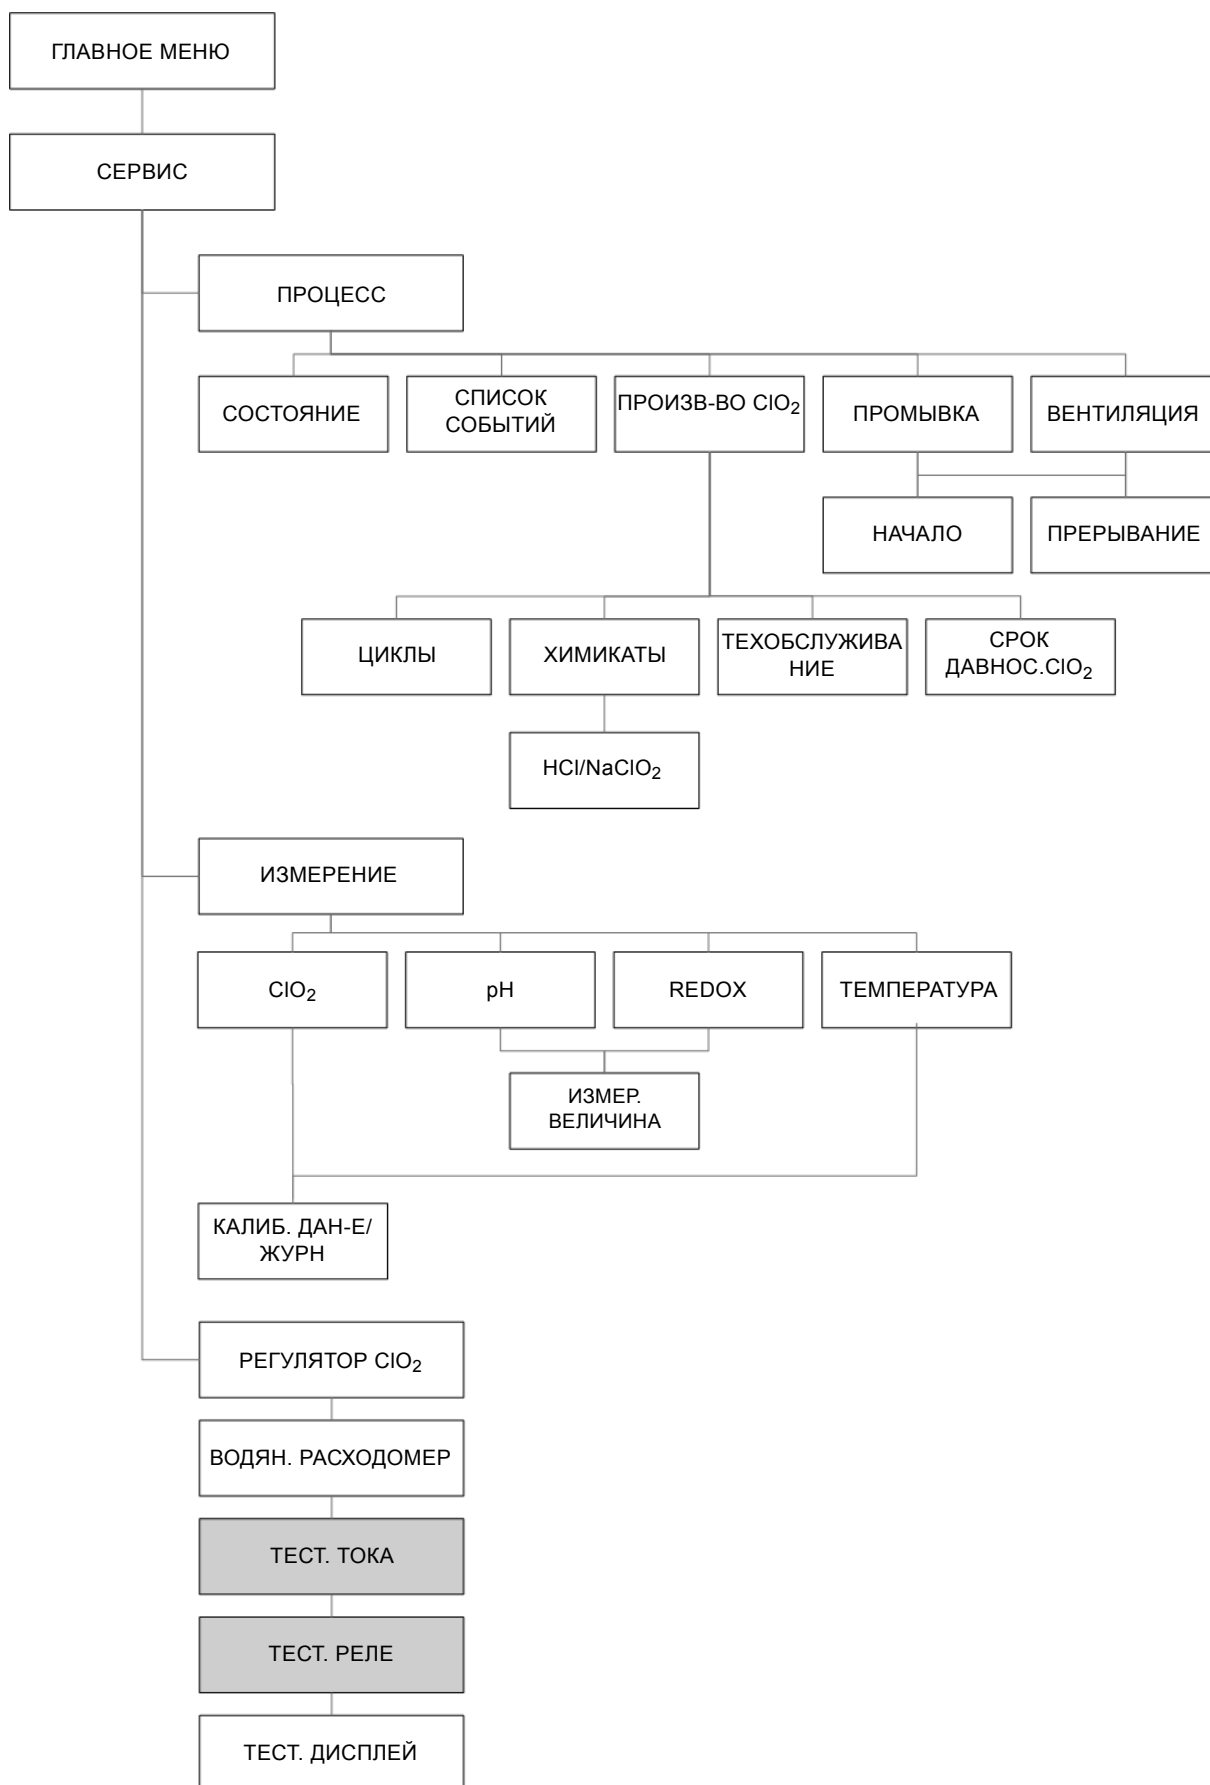 ГЛАВНОЕ МЕНЮ
СЕРВИС
ПРОЦЕСС
СОСТОЯНИЕ
СПИСОК
СОБЫТИЙ
ПРОИЗВ-ВО ClO₂
ПРОМЫВКА
ВЕНТИЛЯЦИЯ
НАЧАЛО
ПРЕРЫВАНИЕ
ЦИКЛЫ
ХИМИКАТЫ
ТЕХОБСЛУЖИВА
НИЕ
СРОК
ДАВНОС.ClO₂
HCl/NaClO₂
ИЗМЕРЕНИЕ
ClO₂
pH
REDOX
ТЕМПЕРАТУРА
ИЗМЕР.
ВЕЛИЧИНА
КАЛИБ. ДАН-Е/
ЖУРН
РЕГУЛЯТОР ClO₂
ВОДЯН. РАСХОДОМЕР
ТЕСТ. ТОКА
ТЕСТ. РЕЛЕ
ТЕСТ. ДИСПЛЕЙ